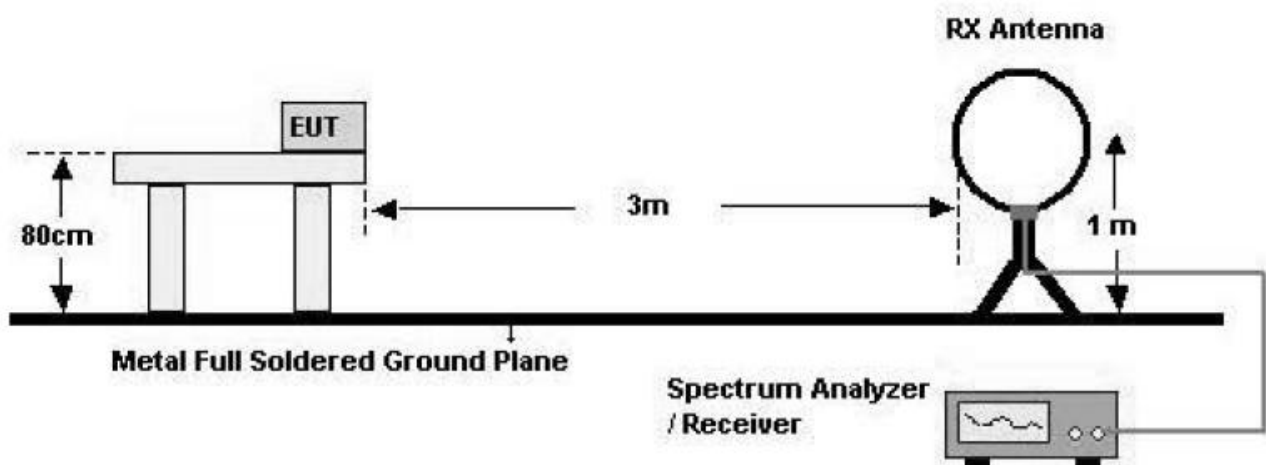 RX Antenna
EUT
3m
80cm
1 m
Metal Full Soldered Ground Plane
Spectrum Analyzer
/ Receiver